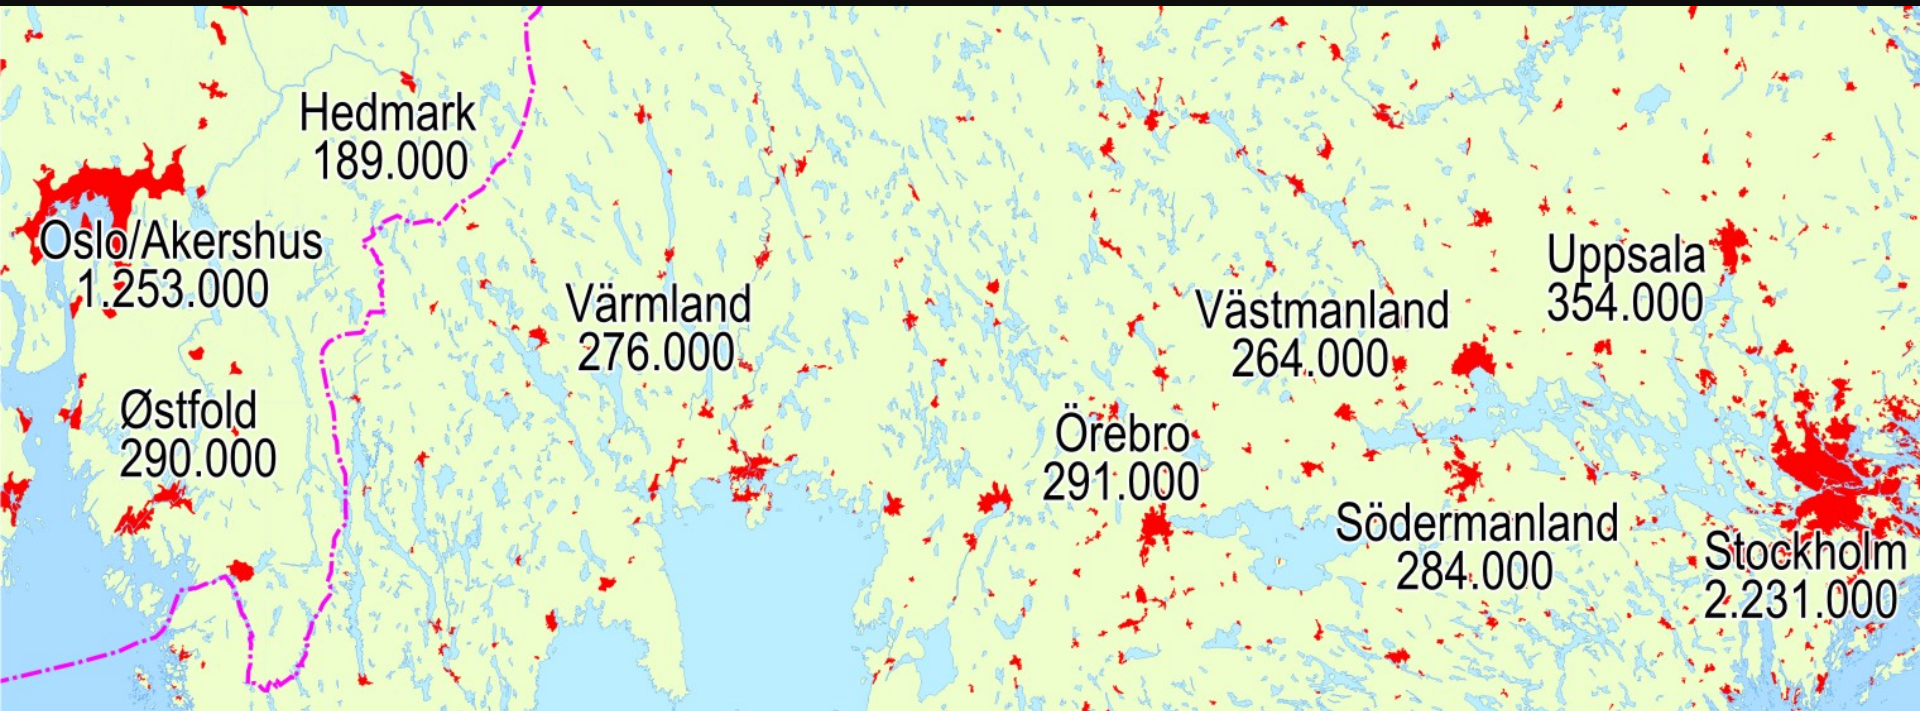 Hedmark
189.000
Oslo/Akershus
1.253.000
Østfold
290.000
Värmland
276.000
Örebro
291.000
Västmanland
264.000
Södermanland
284.000
Uppsala
354.000
Stockholm
2.231.000